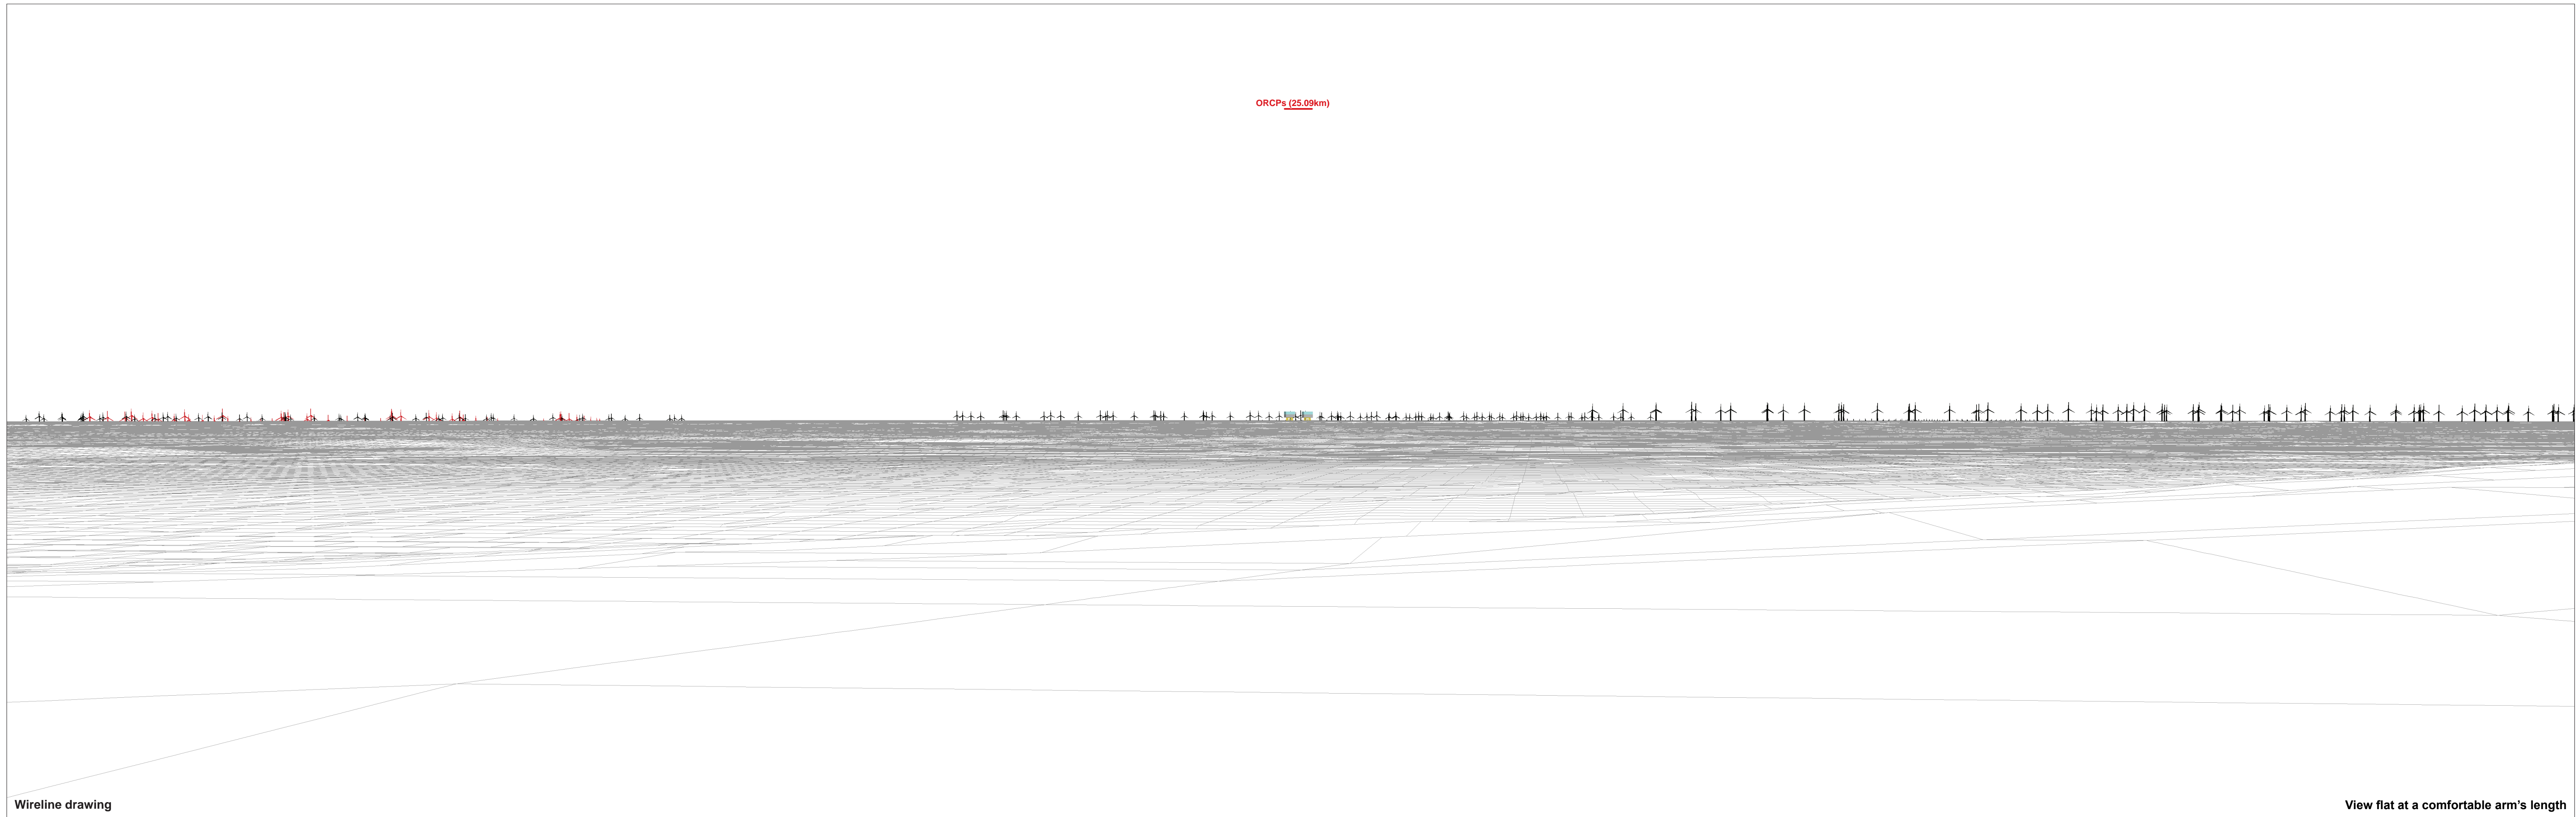 ORCPs (25.09km)
Wireline drawing
View flat at a comfortable arm’s length